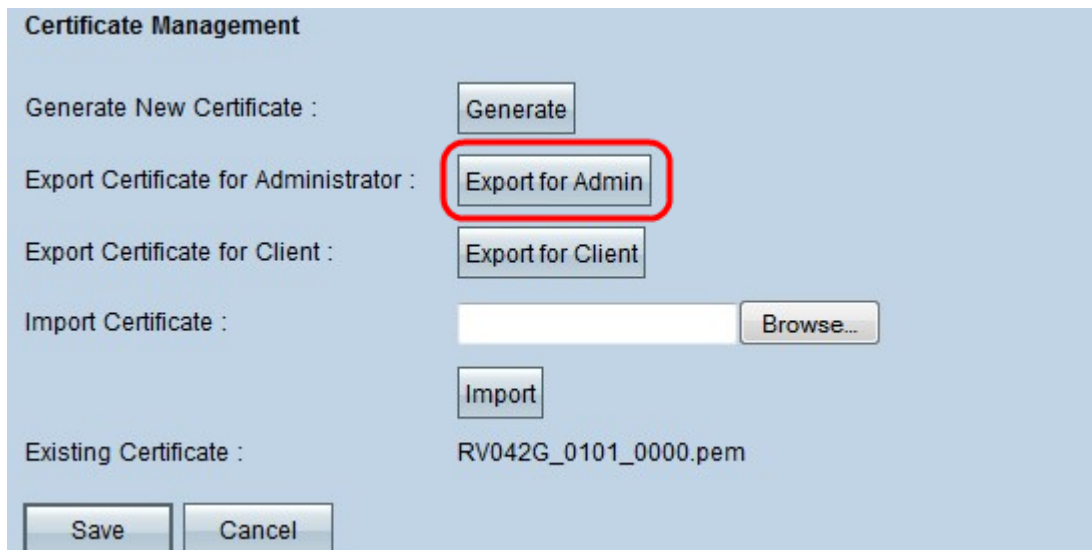 Certificate Management
Generate New Certificate : Generate
Export Certificate for Administrator : Export for Admin
Export Certificate for Client : Export for Client
Import Certificate : Browse...
Import
Existing Certificate : RV042G_0101_0000.pem
Save Cancel